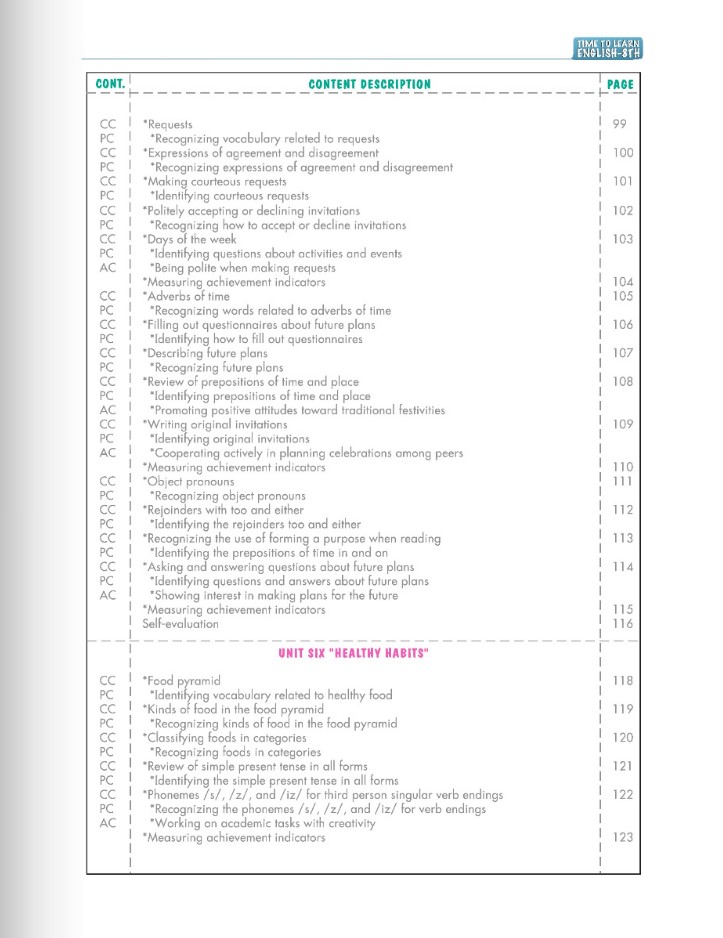 TIME TO LEARN
ENGLISH-8TH
CONT. CONTENT DESCRIPTION PAGE
CC *Requests 99
PC *Recognizing vocabulary related to requests
CC *Expressions of agreement and disagreement 100
PC *Recognizing expressions of agreement and disagreement
CC *Making courteous requests 101
PC *Identifying courteous requests
CC *Politely accepting or declining invitations 102
PC *Recognizing how to accept or decline invitations
CC *Days of the week 103
PC *Identifying questions about activities and events
AC *Being polite when making requests
*Measuring achievement indicators 104
CC *Adverbs of time 105
PC *Recognizing words related to adverbs of time
CC *Filling out questionnaires about future plans 106
PC *Identifying how to fill out questionnaires
CC *Describing future plans 107
PC *Recognizing future plans
CC *Review of prepositions of time and place 108
PC *Identifying prepositions of time and place
AC *Promoting positive attitudes toward traditional festivities
CC *Writing original invitations 109
PC *Identifying original invitations
AC *Cooperating actively in planning celebrations among peers
*Measuring achievement indicators 110
CC *Object pronouns 111
PC *Recognizing object pronouns
CC *Rejoinders with too and either 112
PC *Identifying the rejoinders too and either
CC *Recognizing the use of forming a purpose when reading 113
PC *Identifying the prepositions of time in and on
CC *Asking and answering questions about future plans 114
PC *Identifying questions and answers about future plans
AC *Showing interest in making plans for the future
*Measuring achievement indicators 115
Self-evaluation 116
UNIT SIX "HEALTHY HABITS"
CC *Food pyramid 118
PC *Identifying vocabulary related to healthy food
CC *Kinds of food in the food pyramid 119
PC *Recognizing kinds of food in the food pyramid
CC *Classifying foods in categories 120
PC *Recognizing foods in categories
CC *Review of simple present tense in all forms 121
PC *Identifying the simple present tense in all forms
CC *Phonemes /s/, /z/, and /iz/ for third person singular verb endings 122
PC *Recognizing the phonemes /s/, /z/, and /iz/ for verb endings
AC *Working on academic tasks with creativity
*Measuring achievement indicators 123